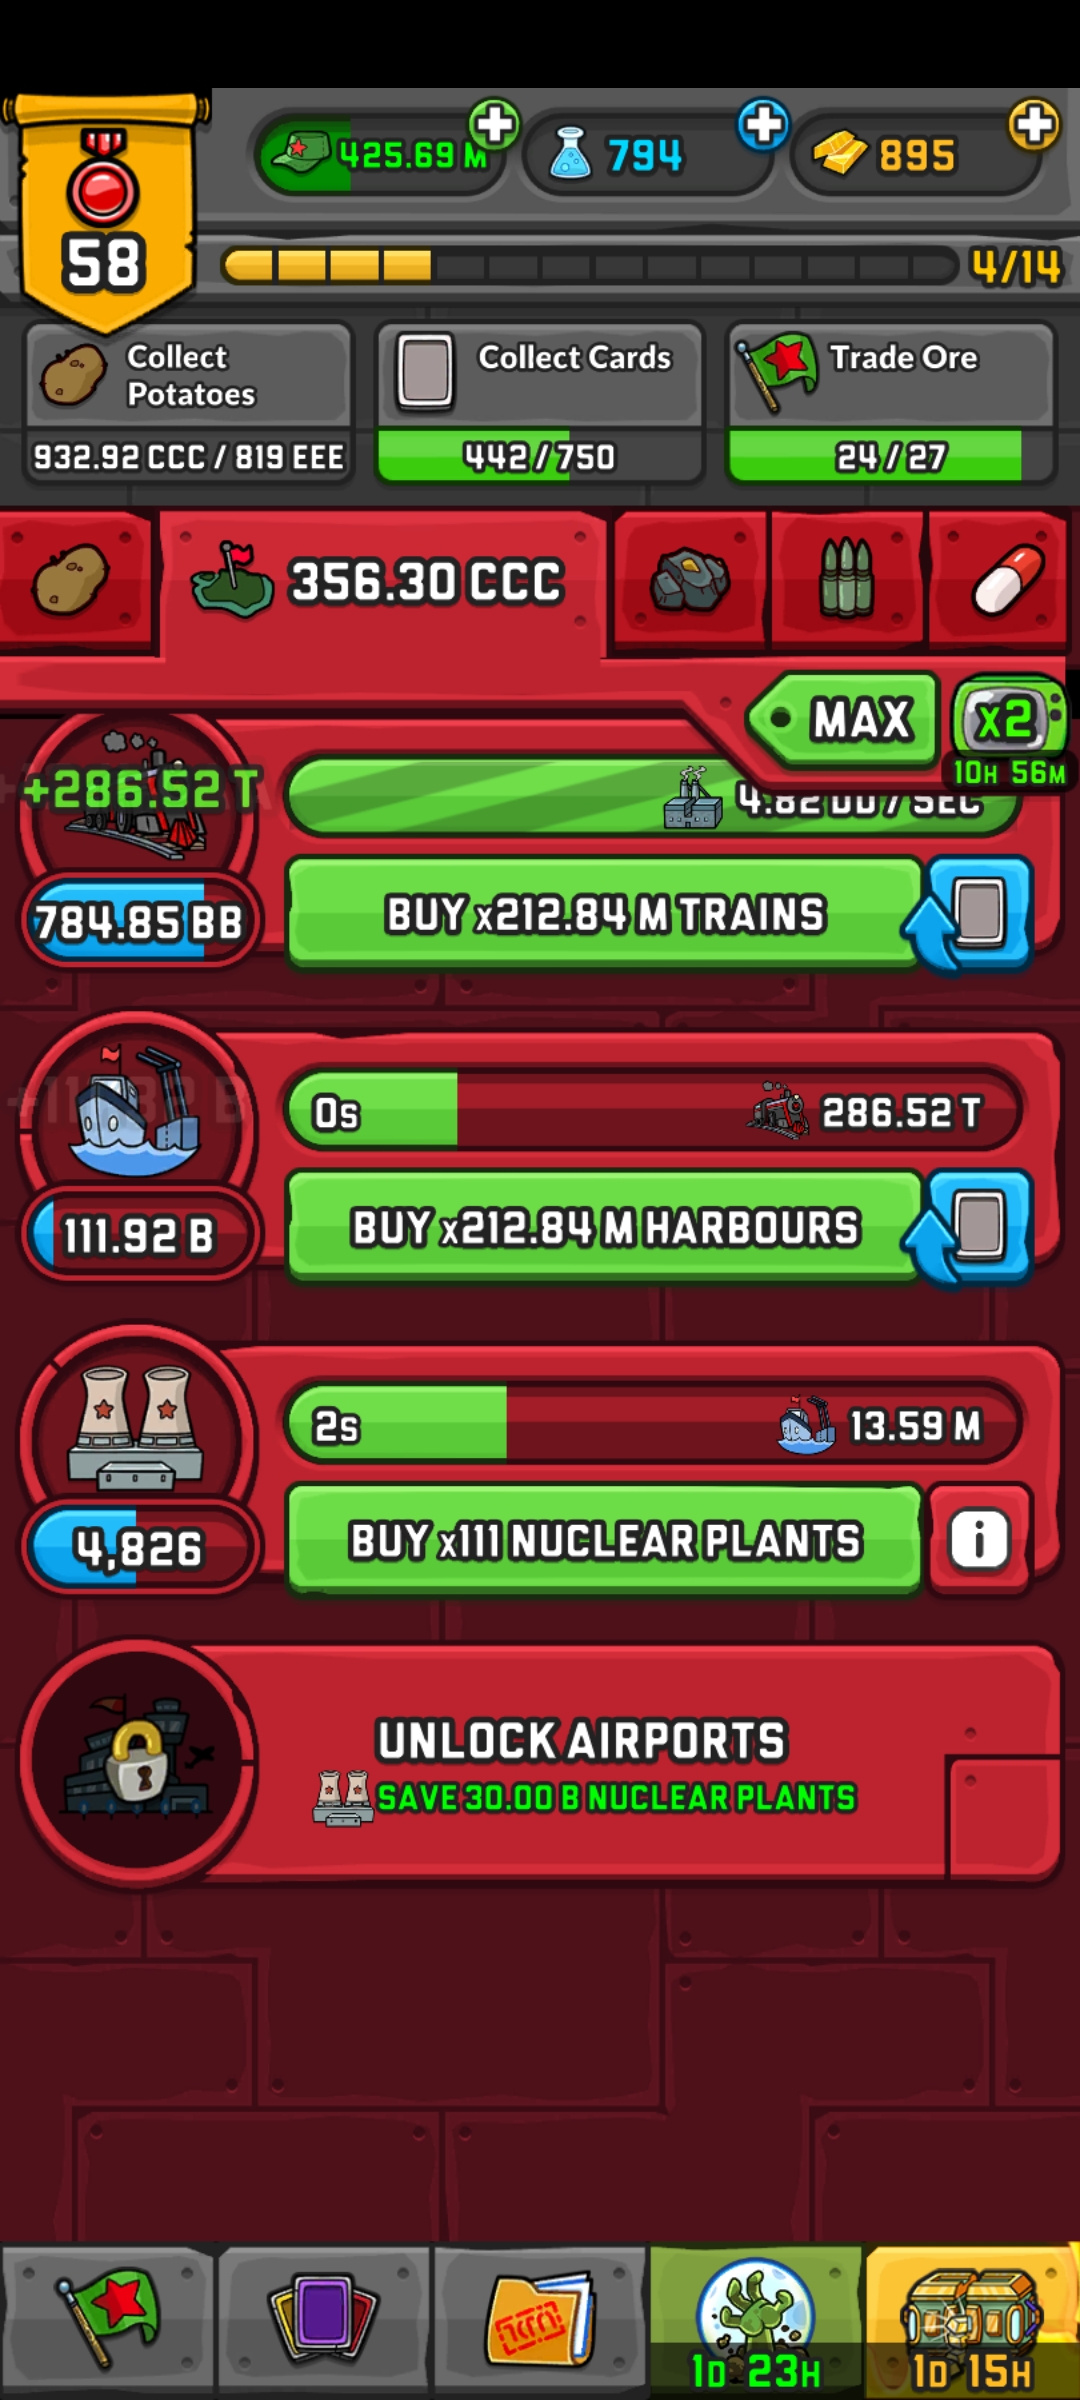 425.69 M
794
895
58
4/14
Collect
Potatoes
932.92 CCC / 819 EEE
Collect Cards
442/750
Trade Ore
24/27
356.30 CCC
MAX
x2
10H 56M
+286.52 T
4.82 DD / SEC
784.85 BB
BUY x212.84 M TRAINS
0s
286.52 T
111.92 B
BUY x212.84 M HARBOURS
2s
13.59 M
4,826
BUY x111 NUCLEAR PLANTS
i
UNLOCK AIRPORTS
SAVE 30.00 B NUCLEAR PLANTS
1D 23H
1D 15H